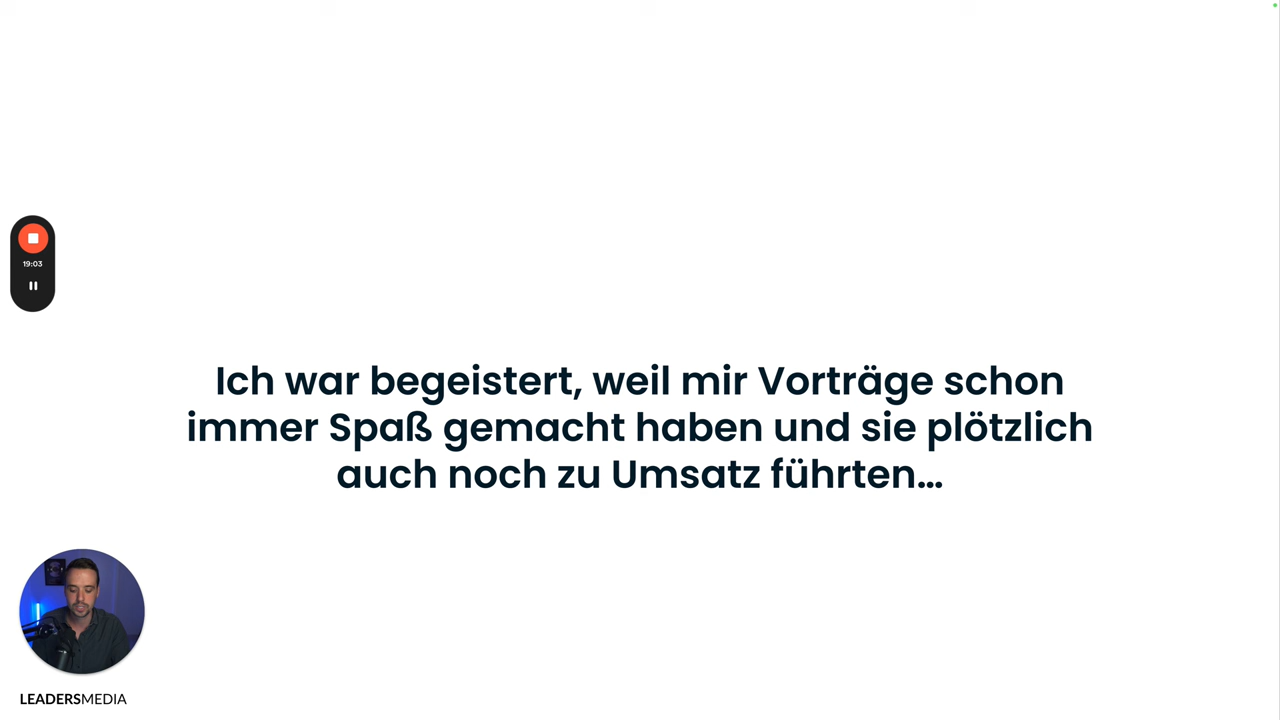 19:03
Ich war begeistert, weil mir Vorträge schon
immer Spaß gemacht haben und sie plötzlich
auch noch zu Umsatz führten...
LEADERSMEDIA